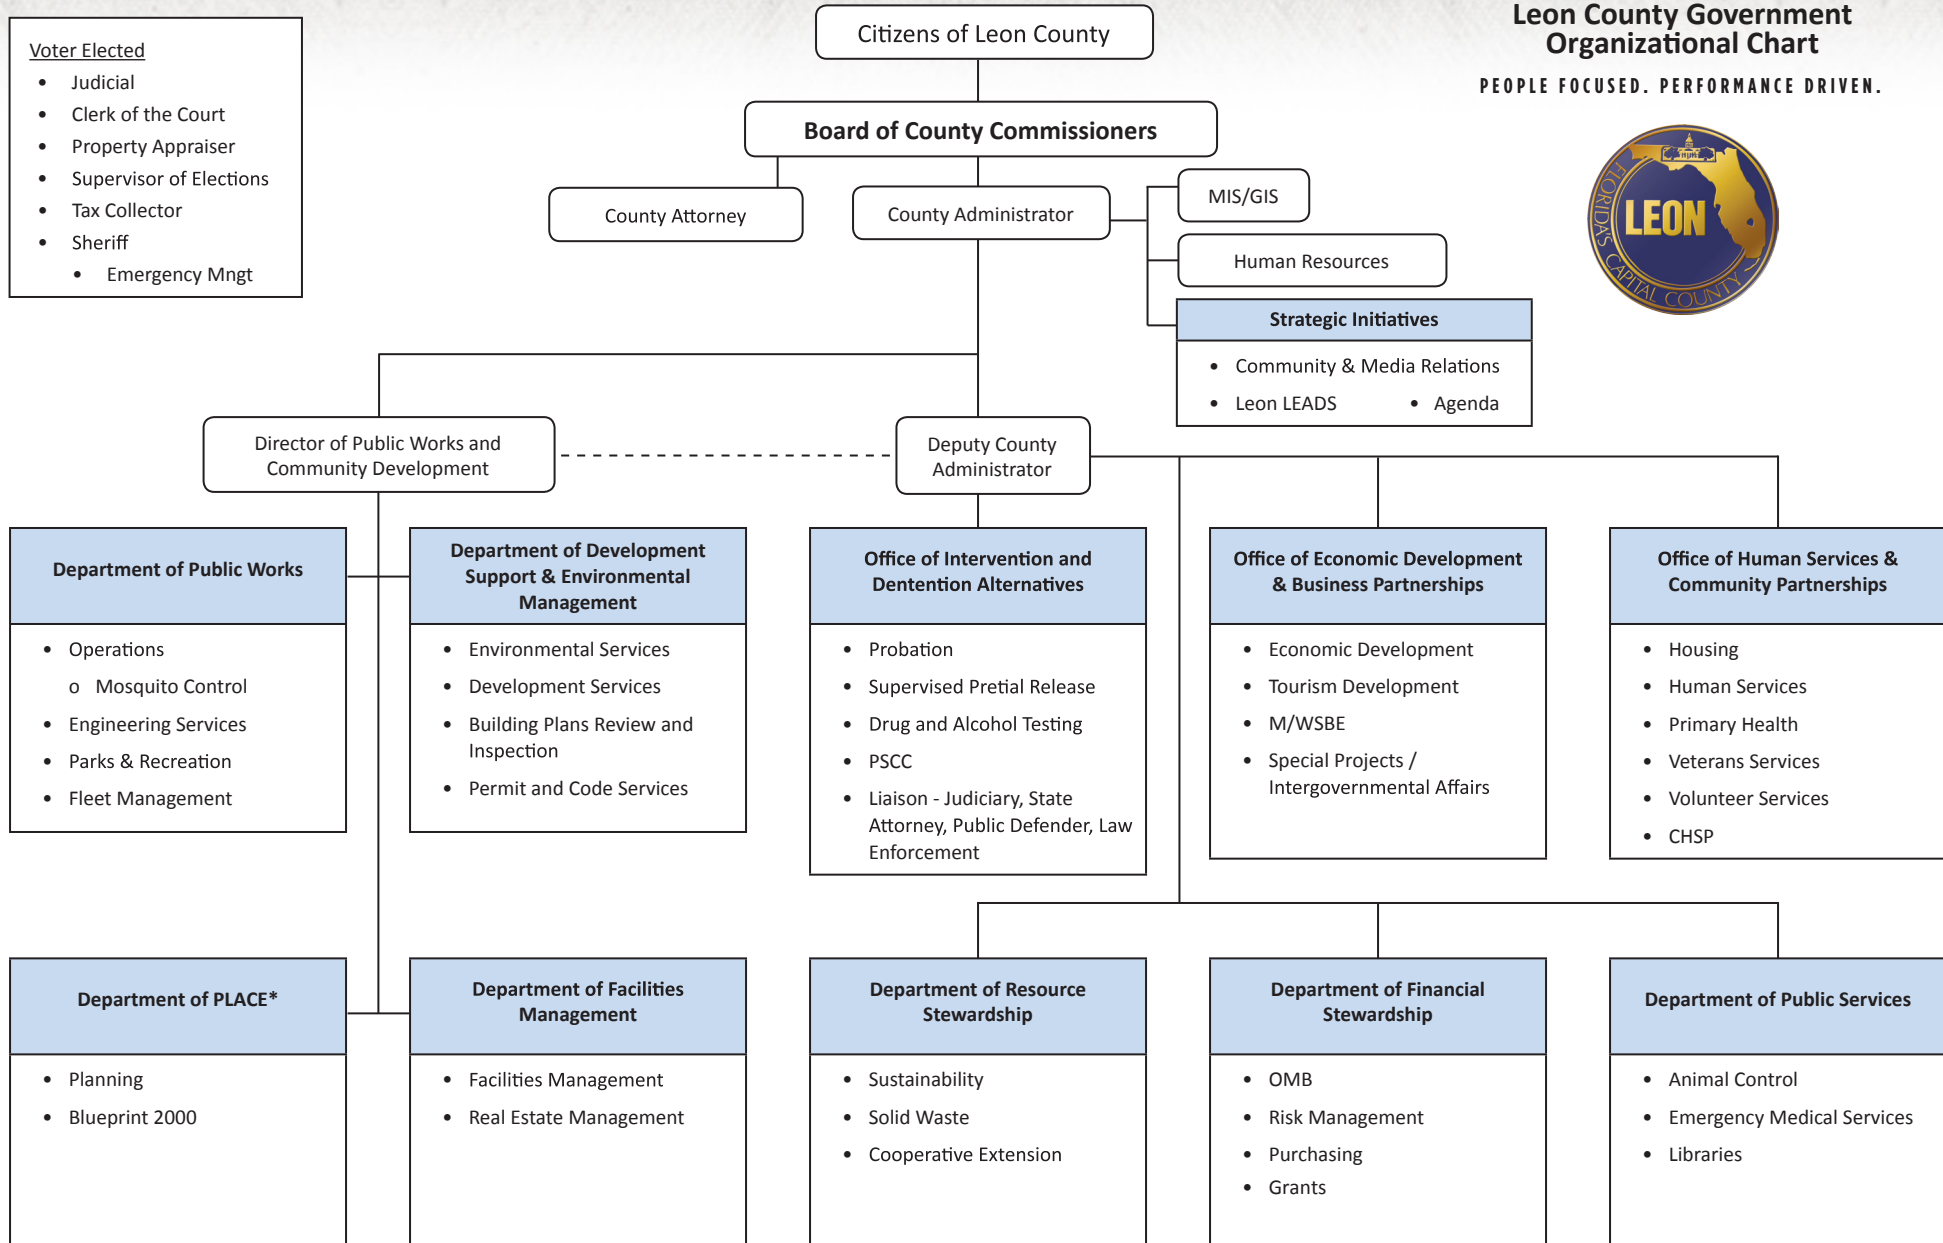 Leon County Government
Organizational Chart
PEOPLE FOCUSED. PERFORMANCE DRIVEN.
LEON
FLORIDA'S CAPITAL COUNTY
Voter Elected
• Judicial
• Clerk of the Court
• Property Appraiser
• Supervisor of Elections
• Tax Collector
• Sheriff
• Emergency Mngt
Citizens of Leon County
Board of County Commissioners
County Attorney
County Administrator
MIS/GIS
Human Resources
Strategic Initiatives
• Community & Media Relations
• Leon LEADS • Agenda
Director of Public Works and
Community Development
Deputy County
Administrator
Department of Public Works
• Operations
o Mosquito Control
• Engineering Services
• Parks & Recreation
• Fleet Management
Department of Development
Support & Environmental
Management
• Environmental Services
• Development Services
• Building Plans Review and
Inspection
• Permit and Code Services
Office of Intervention and
Dentention Alternatives
• Probation
• Supervised Pretial Release
• Drug and Alcohol Testing
• PSCC
• Liaison - Judiciary, State
Attorney, Public Defender, Law
Enforcement
Office of Economic Development
& Business Partnerships
• Economic Development
• Tourism Development
• M/WSBE
• Special Projects /
Intergovernmental Affairs
Office of Human Services &
Community Partnerships
• Housing
• Human Services
• Primary Health
• Veterans Services
• Volunteer Services
• CHSP
Department of PLACE*
• Planning
• Blueprint 2000
Department of Facilities
Management
• Facilities Management
• Real Estate Management
Department of Resource
Stewardship
• Sustainability
• Solid Waste
• Cooperative Extension
Department of Financial
Stewardship
• OMB
• Risk Management
• Purchasing
• Grants
Department of Public Services
• Animal Control
• Emergency Medical Services
• Libraries